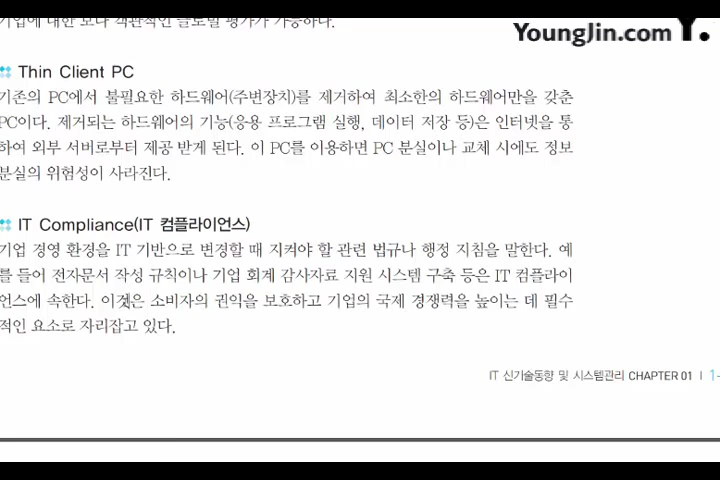 기업에 대한 보다 객관적인 글로벌 평가가 가능하다.
YoungJin.com Y.
Thin Client PC
기존의 PC에서 불필요한 하드웨어(주변장치)를 제거하여 최소한의 하드웨어만을 갖춘
PC이다. 제거되는 하드웨어의 기능(응용 프로그램 실행, 데이터 저장 등)은 인터넷을 통
하여 외부 서버로부터 제공 받게 된다. 이 PC를 이용하면 PC 분실이나 교체 시에도 정보
분실의 위험성이 사라진다.
IT Compliance(IT 컴플라이언스)
기업 경영 환경을 IT 기반으로 변경할 때 지켜야 할 관련 법규나 행정 지침을 말한다. 예
를 들어 전자문서 작성 규칙이나 기업 회계 감사자료 지원 시스템 구축 등은 IT 컴플라이
언스에 속한다. 이것은 소비자의 권익을 보호하고 기업의 국제 경쟁력을 높이는 데 필수
적인 요소로 자리잡고 있다.
IT 신기술동향 및 시스템관리 CHAPTER 01 | 1-